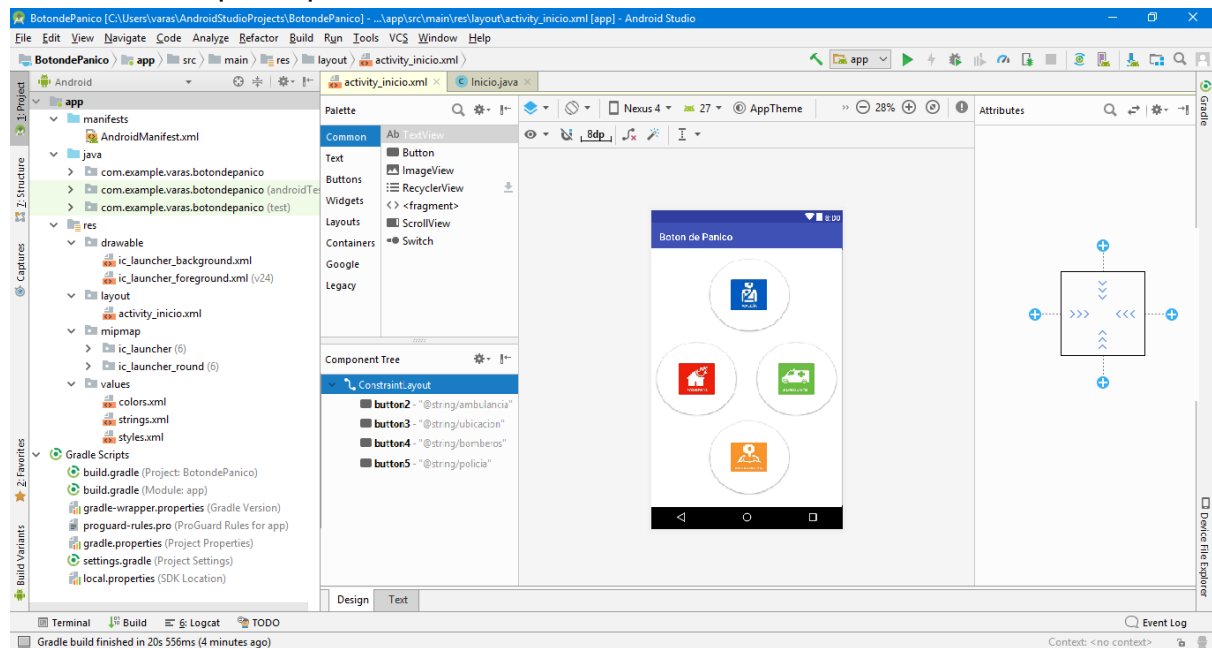 BotondePanico [C:\Users\varas\AndroidStudioProjects\BotondePanico] - ...\app\src\main\res\layout\activity_inicio.xml [app] - Android Studio
File Edit View Navigate Code Analyze Refactor Build Run Tools VCS Window Help
BotondePanico app src main res layout activity_inicio.xml
app
1: Project
7: Structure
Captures
2: Favorites
Build Variants
Android
app
manifests
AndroidManifest.xml
java
com.example.varas.botondepanico
com.example.varas.botondepanico (androidTes
com.example.varas.botondepanico (test)
res
drawable
ic_launcher_background.xml
ic_launcher_foreground.xml (v24)
layout
activity_inicio.xml
mipmap
ic_launcher (6)
ic_launcher_round (6)
values
colors.xml
strings.xml
styles.xml
Gradle Scripts
build.gradle (Project: BotondePanico)
build.gradle (Module: app)
gradle-wrapper.properties (Gradle Version)
proguard-rules.pro (ProGuard Rules for app)
gradle.properties (Project Properties)
settings.gradle (Project Settings)
local.properties (SDK Location)
activity_inicio.xml
Inicio.java
Palette
Common
Text
Buttons
Widgets
Layouts
Containers
Google
Legacy
Ab TextView
Button
ImageView
RecyclerView
<fragment>
ScrollView
Switch
Component Tree
ConstraintLayout
button2 - "@string/ambulancia"
button3 - "@string/ubicacion"
button4 - "@string/bomberos"
button5 - "@string/policia"
Nexus 4 27 AppTheme 28%
8dp
8:00
Boton de Panico
Attributes
Gradle
Device File Explorer
Design Text
Terminal Build 6: Logcat TODO
Event Log
Gradle build finished in 20s 556ms (4 minutes ago)
Context: <no context>